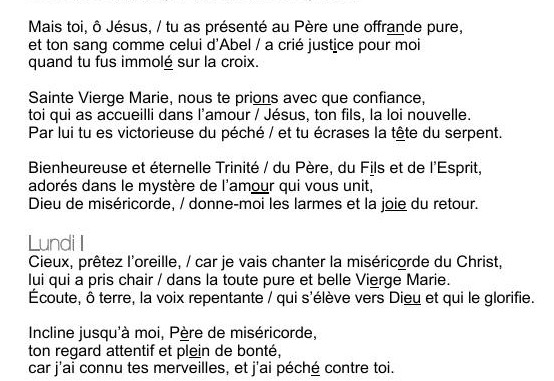 Mais toi, ô Jésus, / tu as présenté au Père une offrande pure,
et ton sang comme celui d'Abel / a crié justice pour moi
quand tu fus immolé sur la croix.
Sainte Vierge Marie, nous te prions avec que confiance,
toi qui as accueilli dans l'amour / Jésus, ton fils, la loi nouvelle.
Par lui tu es victorieuse du péché / et tu écrases la tête du serpent.
Bienheureuse et éternelle Trinité / du Père, du Fils et de l'Esprit,
adorés dans le mystère de l'amour qui vous unit,
Dieu de miséricorde, / donne-moi les larmes et la joie du retour.
Lundi I
Cieux, prêtez l'oreille, / car je vais chanter la miséricorde du Christ,
lui qui a pris chair / dans la toute pure et belle Vierge Marie.
Écoute, ô terre, la voix repentante / qui s'élève vers Dieu et qui le glorifie.
Incline jusqu'à moi, Père de miséricorde,
ton regard attentif et plein de bonté,
car j'ai connu tes merveilles, et j'ai péché contre toi.